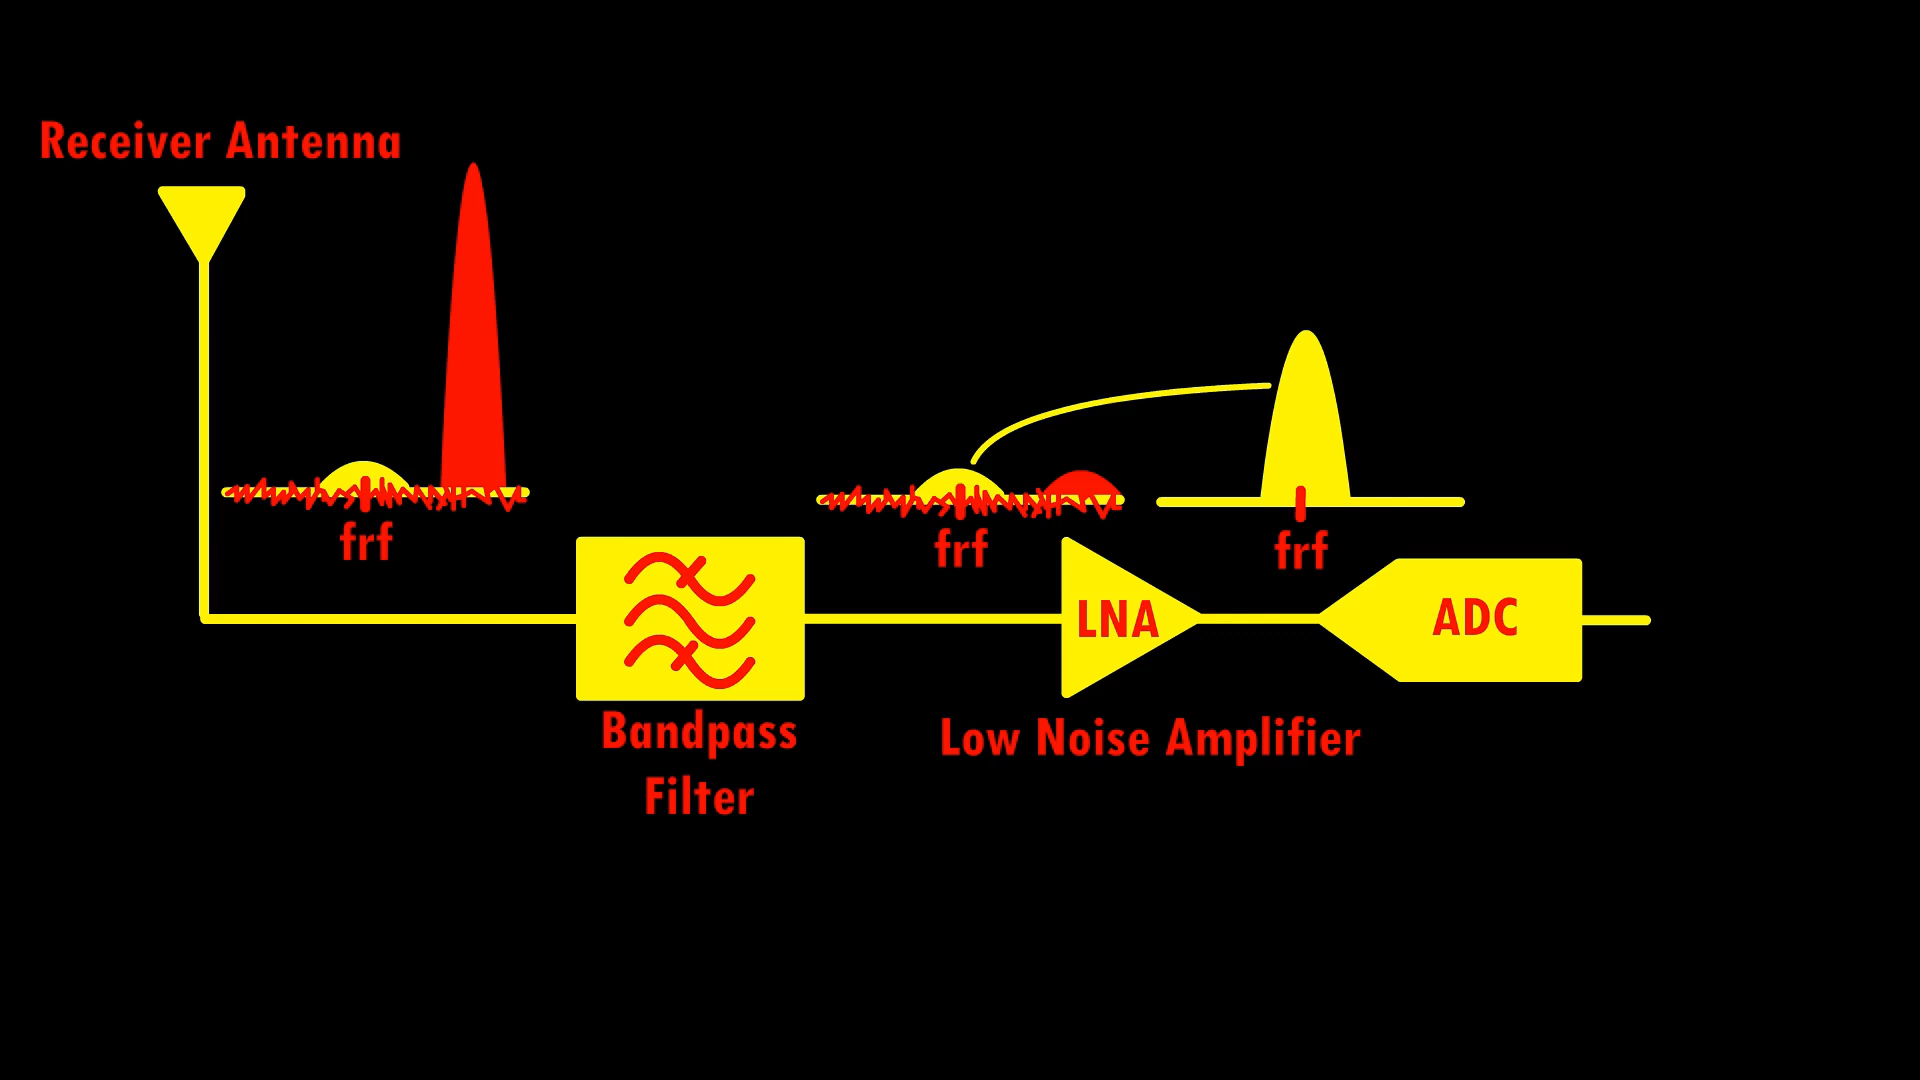 Receiver Antenna
frf
frf
frf
LNA
ADC
Bandpass
Filter
Low Noise Amplifier